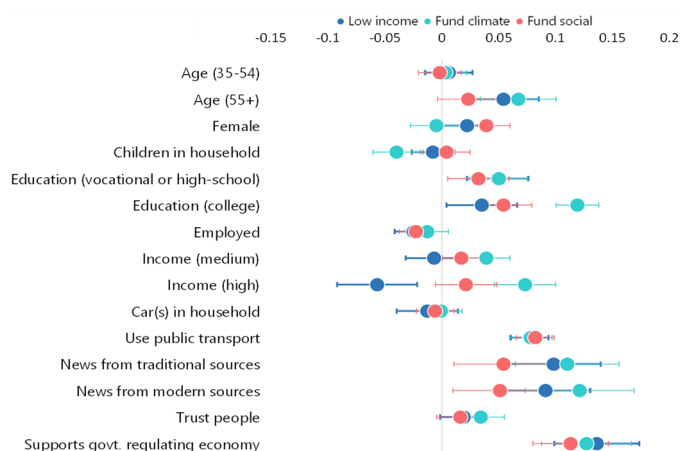 Low income Fund climate Fund social
-0.15 -0.1 -0.05 0 0.05 0.1 0.15 0.2
Age (35-54)
Age (55+)
Female
Children in household
Education (vocational or high-school)
Education (college)
Employed
Income (medium)
Income (high)
Car(s) in household
Use public transport
News from traditional sources
News from modern sources
Trust people
Supports govt. regulating economy